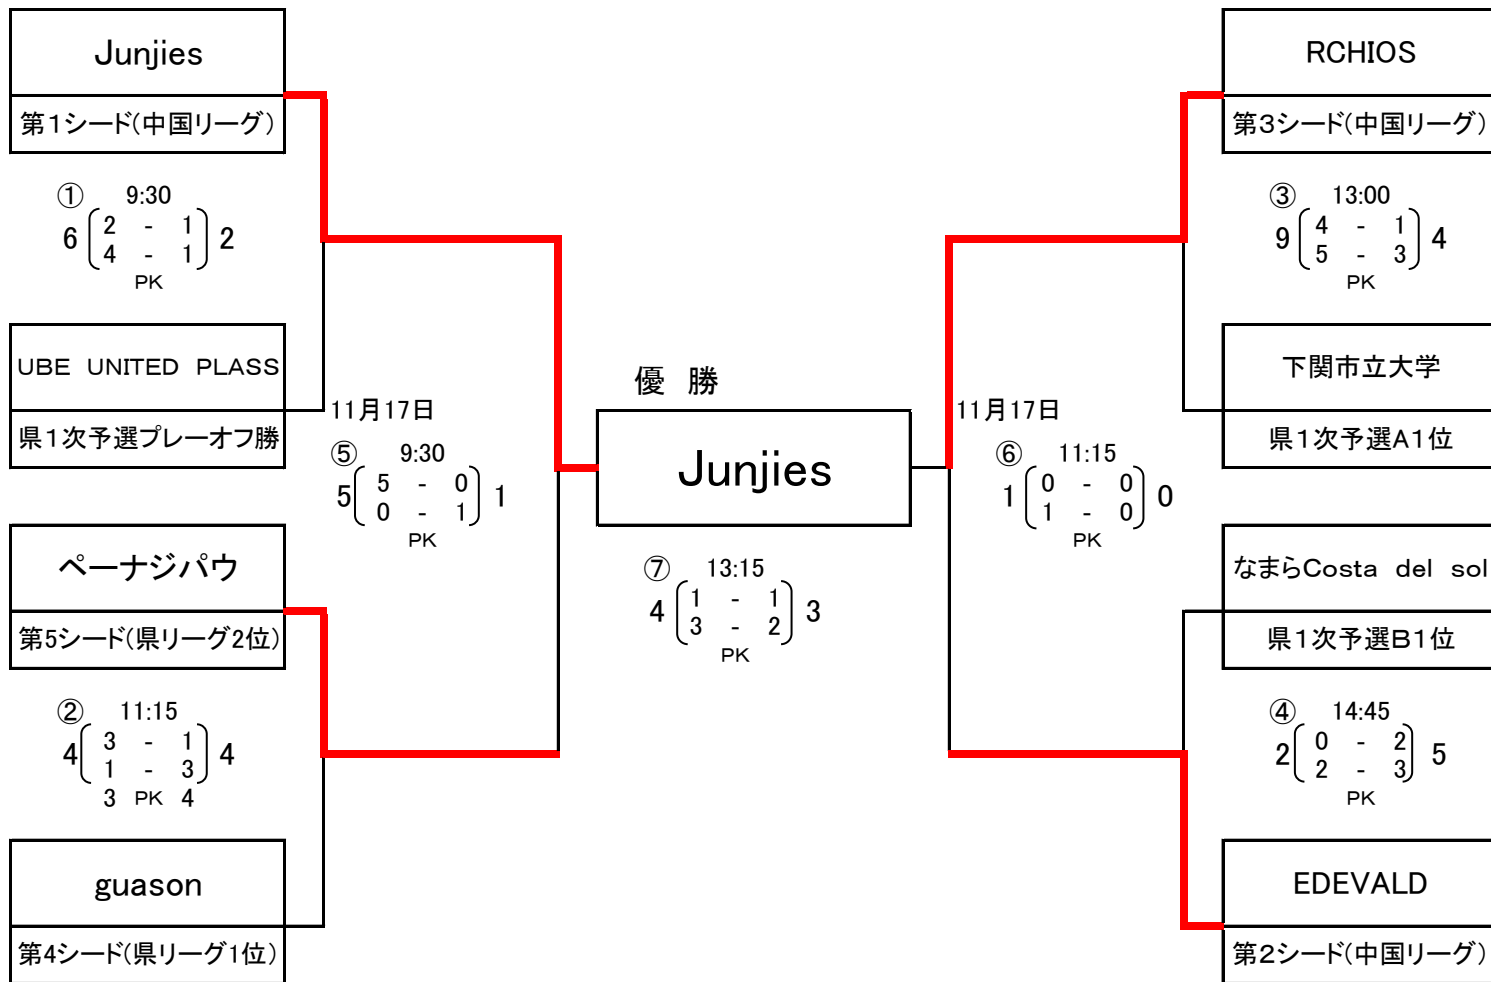 Junjies
第1シード(中国リーグ)
① 9:30
6 2 - 1 2
4 - 1
PK
UBE UNITED PLASS
県1次予選プレーオフ勝
ペーナジパウ
第5シード(県リーグ2位)
② 11:15
4 3 - 1 4
1 - 3
3 PK 4
guason
第4シード(県リーグ1位)
11月17日
⑤ 9:30
5 5 - 0 1
0 - 1
PK
優 勝
Junjies
⑦ 13:15
4 1 - 1 3
3 - 2
PK
11月17日
⑥ 11:15
1 0 - 0 0
1 - 0
PK
RCHIOS
第3シード(中国リーグ)
③ 13:00
9 4 - 1 4
5 - 3
PK
下関市立大学
県1次予選A1位
なまらCosta del sol
県1次予選B1位
④ 14:45
2 0 - 2 5
2 - 3
PK
EDEVALD
第2シード(中国リーグ)